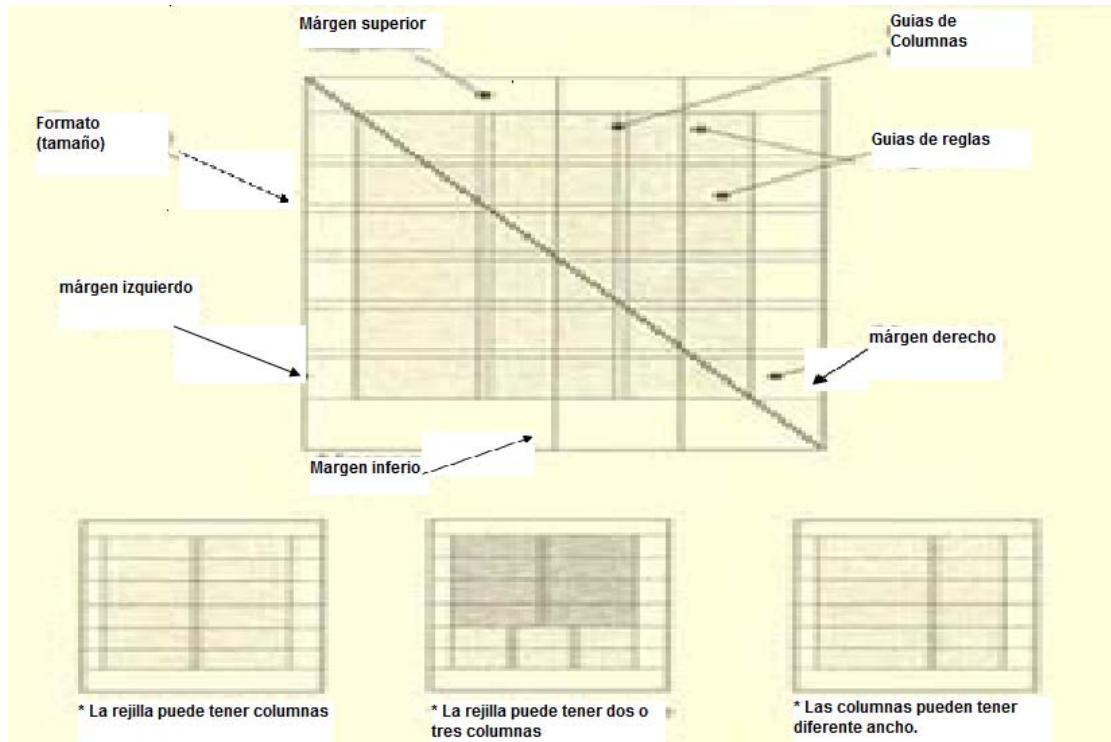 Márgen superior
Guias de
Columnas
Formato
(tamaño)
Guias de reglas
márgen izquierdo
márgen derecho
Margen inferio
* La rejilla puede tener columnas
* La rejilla puede tener dos o
tres columnas
* Las columnas pueden tener
diferente ancho.